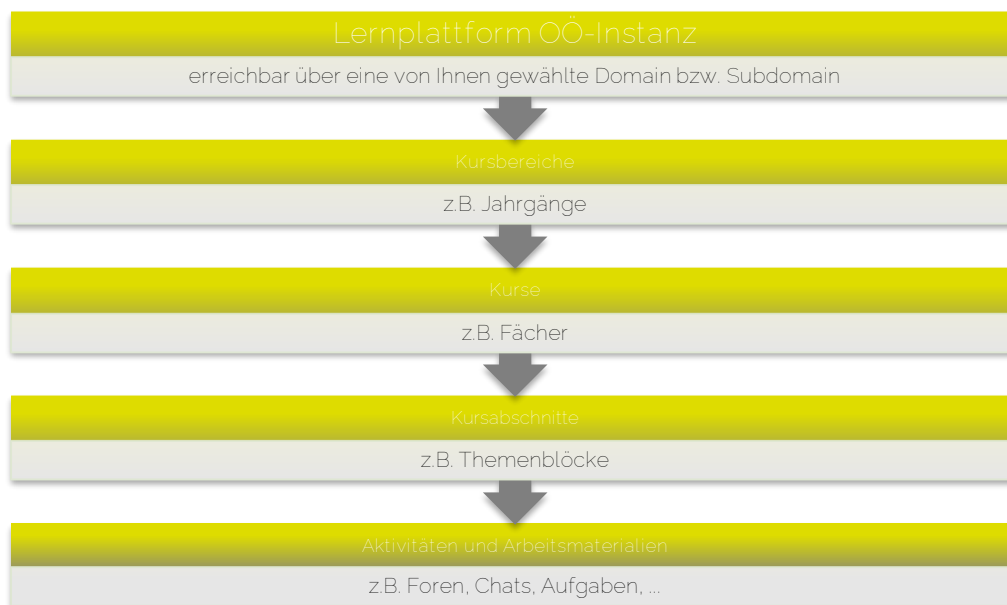 Lernplattform OÖ-Instanz
erreichbar über eine von Ihnen gewählte Domain bzw. Subdomain
Kursbereiche
z.B. Jahrgänge
Kurse
z.B. Fächer
Kursabschnitte
z.B. Themenblöcke
Aktivitäten und Arbeitsmaterialien
z.B. Foren, Chats, Aufgaben, ...